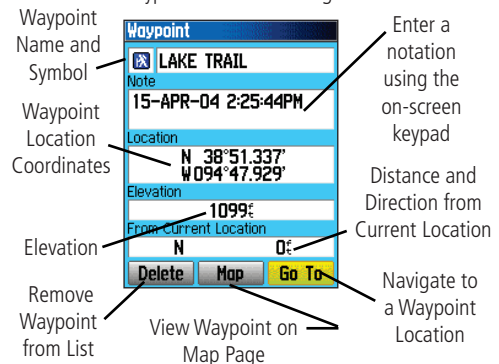 Waypoint
Name and
Symbol
Waypoint
Location
Coordinates
Elevation
Remove
Waypoint
from List
Waypoint
LAKE TRAIL
Note
15-APR-04 2:25:44PM
Location
N 38°51.337'
W094°47.929'
Elevation
1099ft
From Current Location
N 0ft
Delete Map Go To
View Waypoint on
Map Page
Enter a
notation
using the
on-screen
keypad
Distance and
Direction from
Current Location
Navigate to
a Waypoint
Location